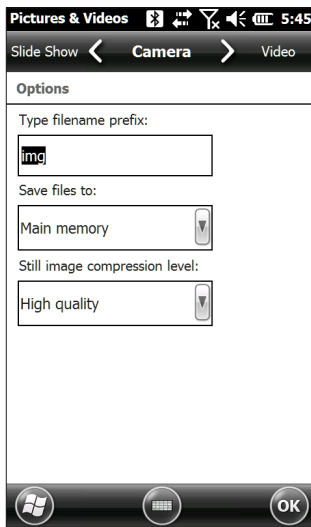 Pictures & Videos 5:45
Slide Show Camera Video
Options
Type filename prefix:
img
Save files to:
Main memory
Still image compression level:
High quality
OK